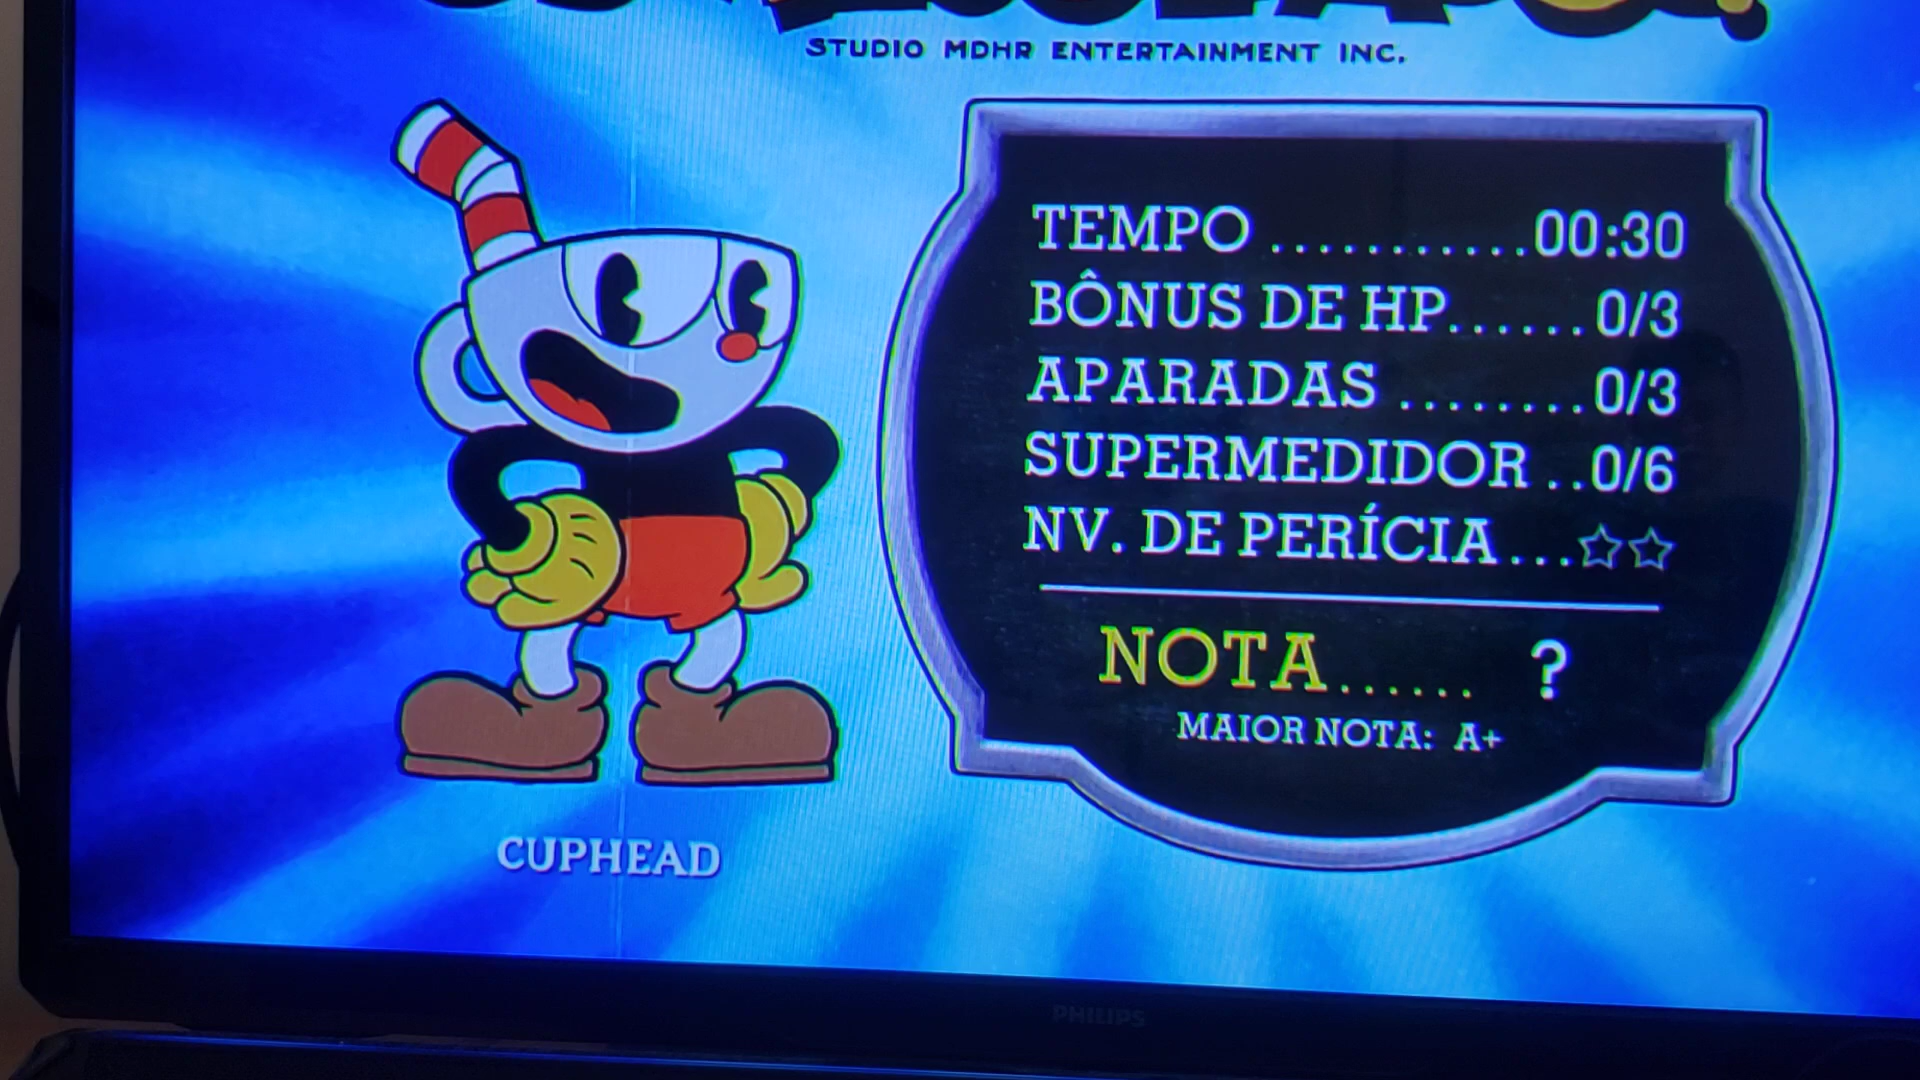 STUDIO MDHR ENTERTAINMENT INC.
TEMPO ............00:30
BÔNUS DE HP......0/3
APARADAS ........0/3
SUPERMEDIDOR ..0/6
NV. DE PERÍCIA...☆☆
NOTA...... ?
MAIOR NOTA: A+
CUPHEAD
PHILIPS